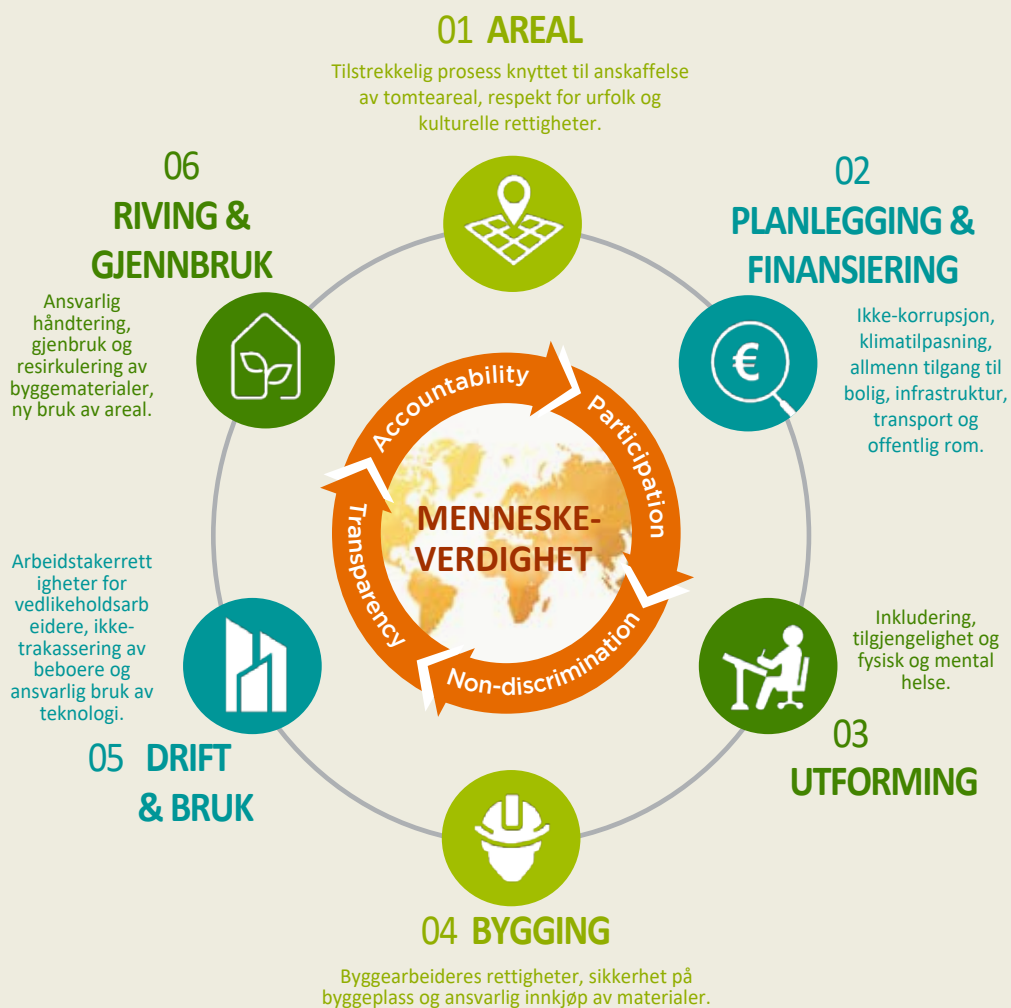 01 AREAL
Tilstrekkelig prosess knyttet til anskaffelse
av tomteareal, respekt for urfolk og
kulturelle rettigheter.
02
PLANLEGGING &
FINANSIERING
Ikke-korrupsjon,
klimatilpasning,
allmenn tilgang til
bolig, infrastruktur,
transport og
offentlig rom.
€
Inkludering,
tilgjengelighet og
fysisk og mental
helse.
03
UTFORMING
04 BYGGING
Byggearbeideres rettigheter, sikkerhet på
byggeplass og ansvarlig innkjøp av materialer.
Arbeidstakerrett
igheter for
vedlikeholdsarb
eidere, ikke-
trakassering av
beboere og
ansvarlig bruk av
teknologi.
05 DRIFT
& BRUK
06
RIVING &
GJENNBRUK
Ansvarlig
håndtering,
gjenbruk og
resirkulering av
byggematerialer,
ny bruk av areal.
Accountability
Participation
Non-discrimination
Transparency
MENNESKE-
VERDIGHET